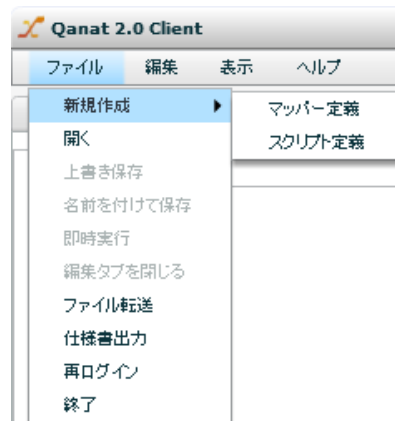 Qanat 2.0 Client
ファイル 編集 表示 ヘルプ
新規作成 マッパー定義
開く スクリプト定義
上書き保存
名前を付けて保存
即時実行
編集タブを閉じる
ファイル転送
仕様書出力
再ログイン
終了